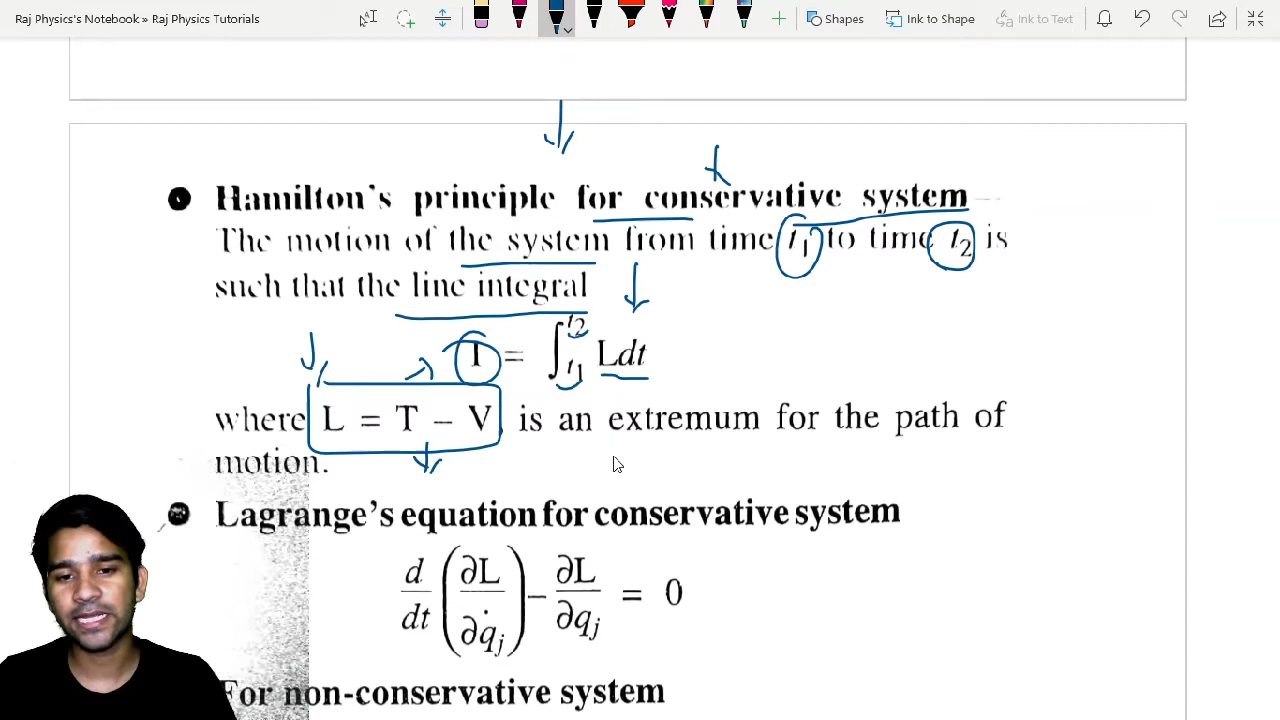 Raj Physics's Notebook » Raj Physics Tutorials
Shapes Ink to Shape Ink to Text
Hamilton's principle for conservative system
The motion of the system from time t₁ to time t₂ is
such that the line integral
I = ∫ₜ₁ᵗ² Ldt
where L = T − V, is an extremum for the path of
motion.
Lagrange's equation for conservative system
d/dt (∂L/∂q̇ⱼ) − ∂L/∂qⱼ = 0
For non-conservative system